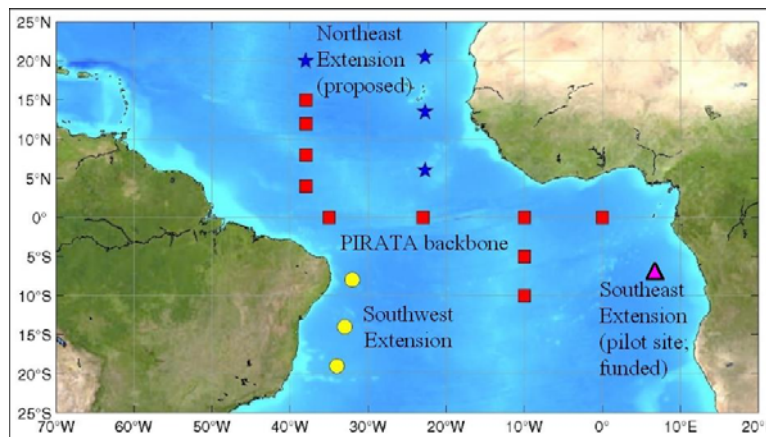 25°N
20°N
15°N
10°N
5°N
0°
5°S
10°S
15°S
20°S
25°S
Northeast
Extension
(proposed)
PIRATA backbone
Southwest
Extension
Southeast
Extension
(pilot site;
funded)
70°W 60°W 50°W 40°W 30°W 20°W 10°W 0° 10°E 20°